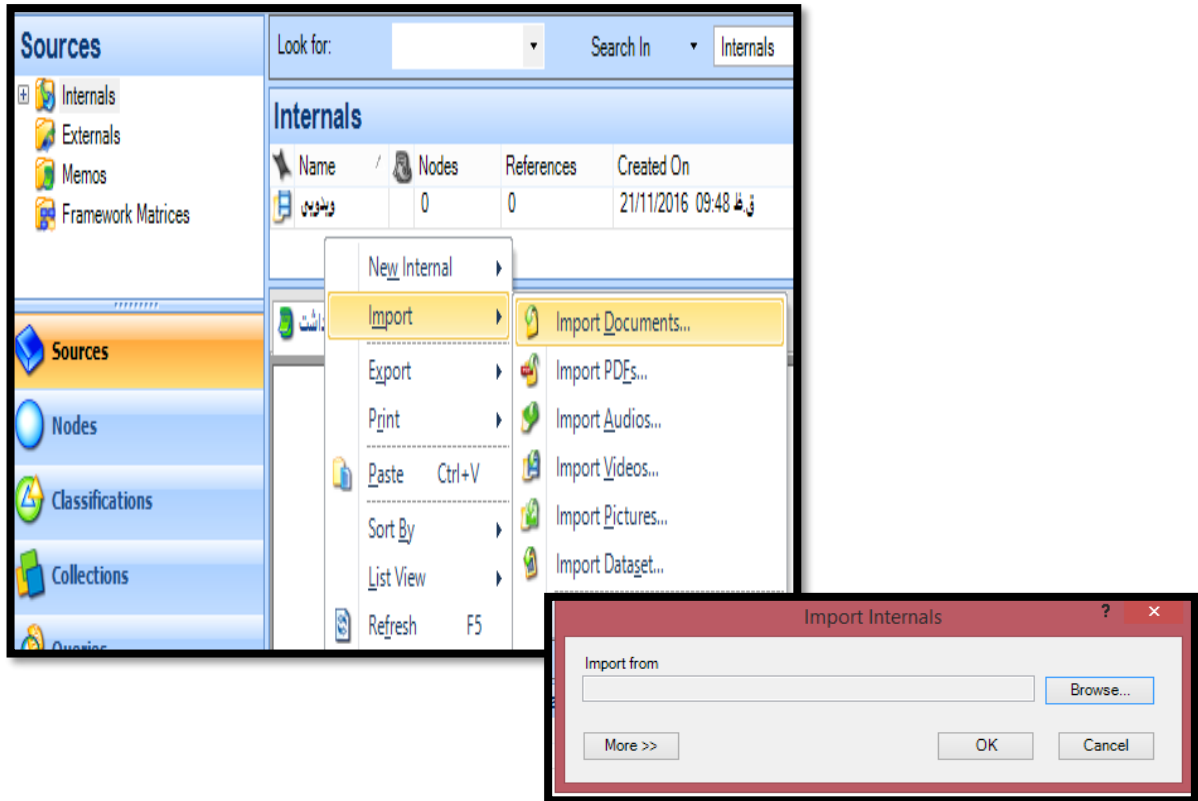 Sources
Internals
Externals
Memos
Framework Matrices
Sources
Nodes
Classifications
Collections
Queries
Look for:
Search In
Internals
Internals
Name
Nodes
References
Created On
ویدویی
0
0
21/11/2016 09:48 ق.ظ
New Internal
Import
Export
Print
Paste Ctrl+V
Sort By
List View
Refresh F5
Import Documents...
Import PDFs...
Import Audios...
Import Videos...
Import Pictures...
Import Dataset...
Import Internals
?
Import from
Browse...
More >>
OK
Cancel